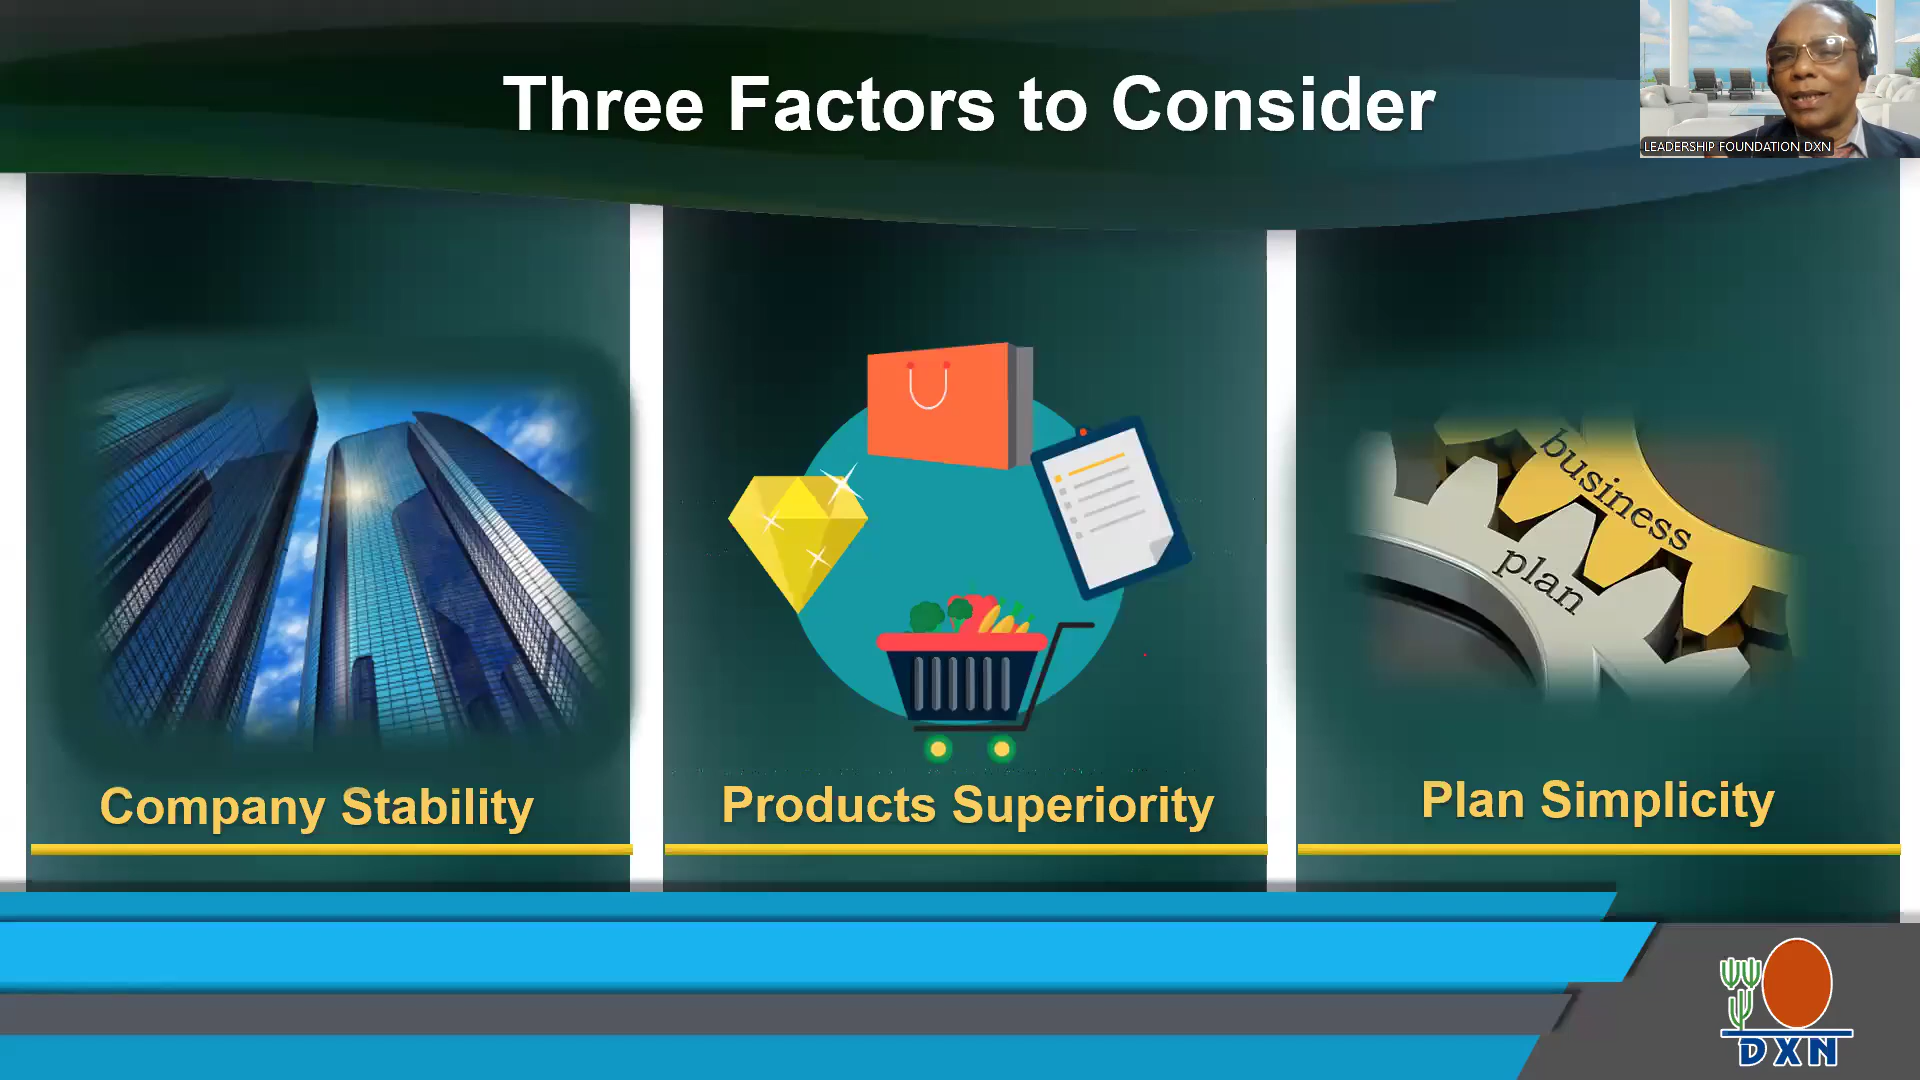 Three Factors to Consider
LEADERSHIP FOUNDATION DXN
business
plan
Company Stability
Products Superiority
Plan Simplicity
DXN